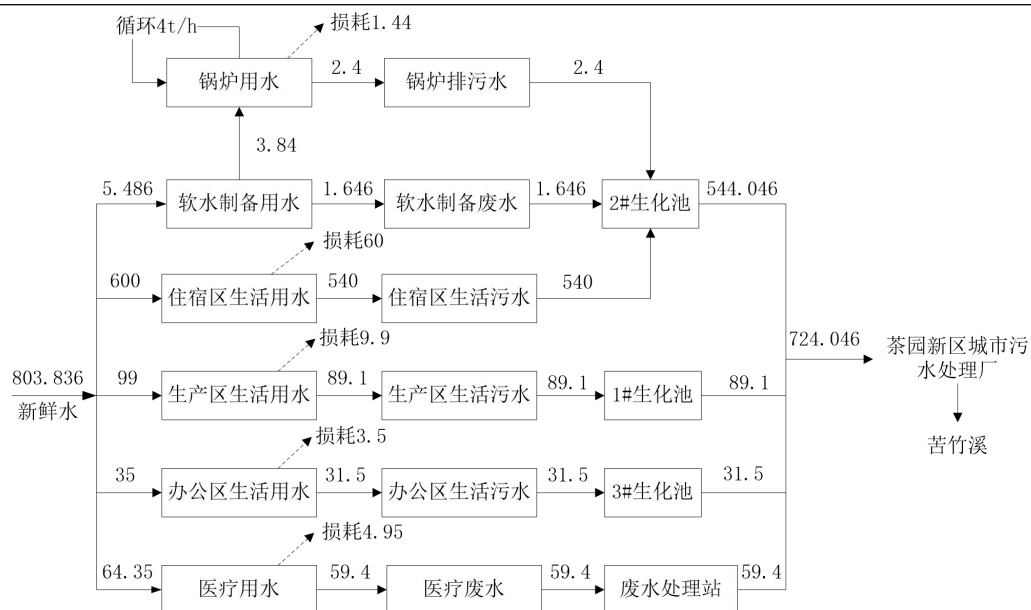 循环4t/h
损耗1.44
锅炉用水
2.4
锅炉排污水
2.4
3.84
5.486
软水制备用水
1.646
软水制备废水
1.646
2#生化池
544.046
损耗60
600
住宿区生活用水
540
住宿区生活污水
540
损耗9.9
803.836
新鲜水
99
生产区生活用水
89.1
生产区生活污水
89.1
1#生化池
89.1
724.046
茶园新区城市污
水处理厂
苦竹溪
损耗3.5
35
办公区生活用水
31.5
办公区生活污水
31.5
3#生化池
31.5
损耗4.95
64.35
医疗用水
59.4
医疗废水
59.4
废水处理站
59.4